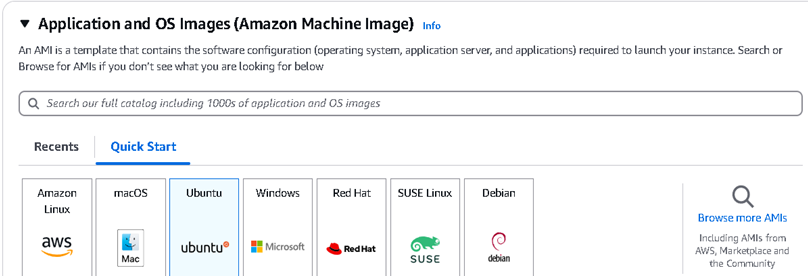 Application and OS Images (Amazon Machine Image) Info
An AMI is a template that contains the software configuration (operating system, application server, and applications) required to launch your instance. Search or
Browse for AMIs if you don't see what you are looking for below
Search our full catalog including 1000s of application and OS images
Recents
Quick Start
Amazon
Linux
aws
macOS
Mac
Ubuntu
ubuntu
Windows
Microsoft
Red Hat
Red Hat
SUSE Linux
SUSE
Debian
debian
Browse more AMIs
Including AMIs from
AWS, Marketplace and
the Community